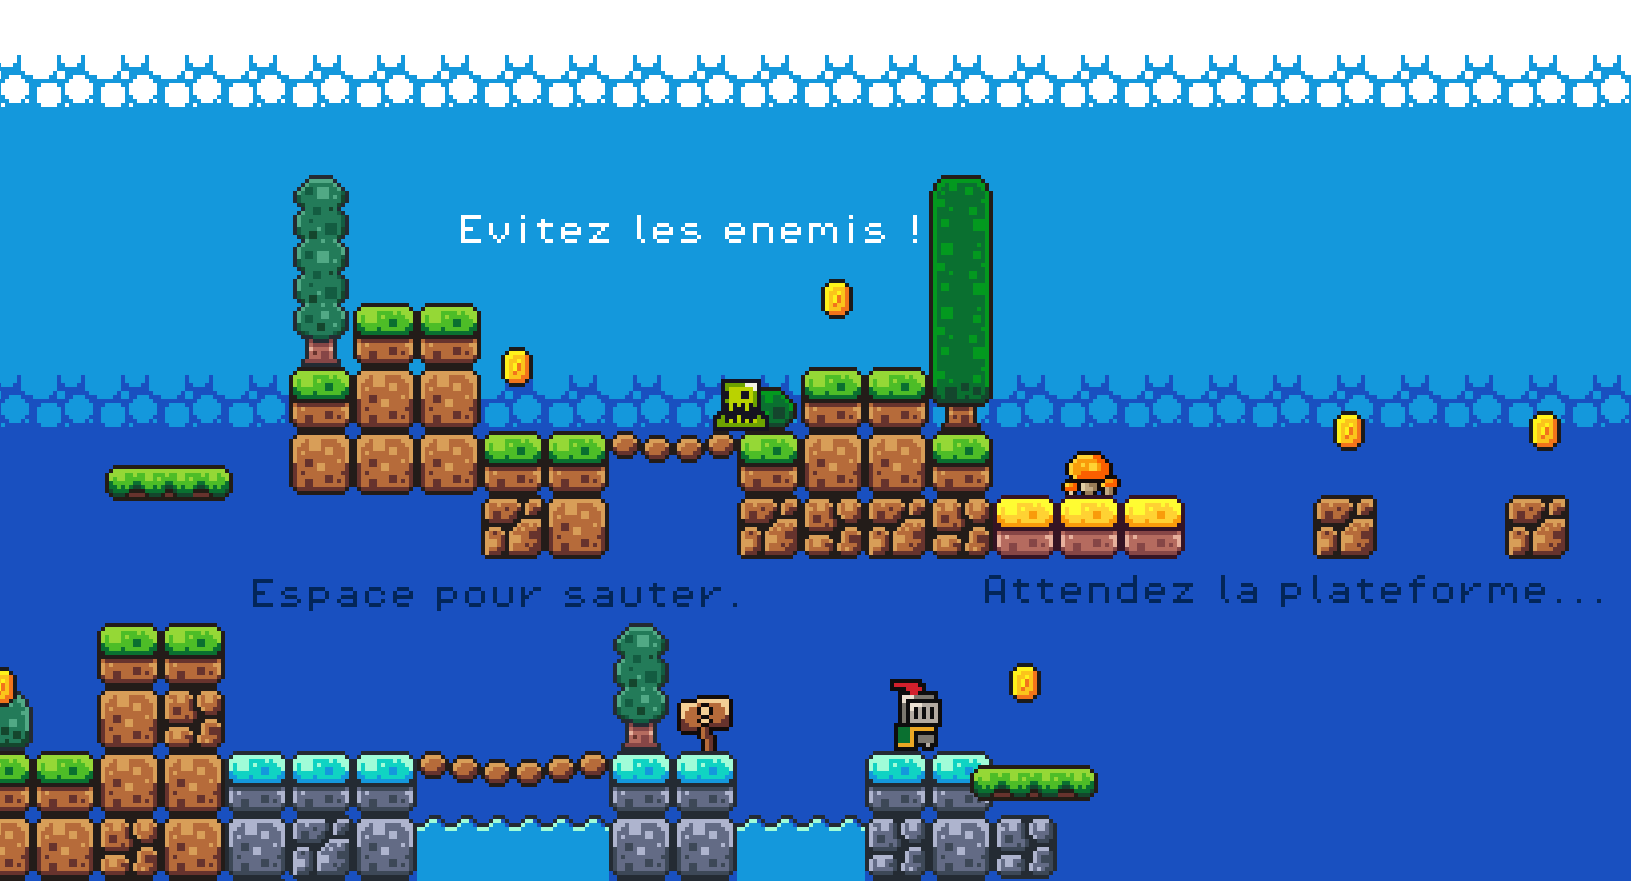 Evitez les enemis !
Espace pour sauter.
Attendez la plateforme...